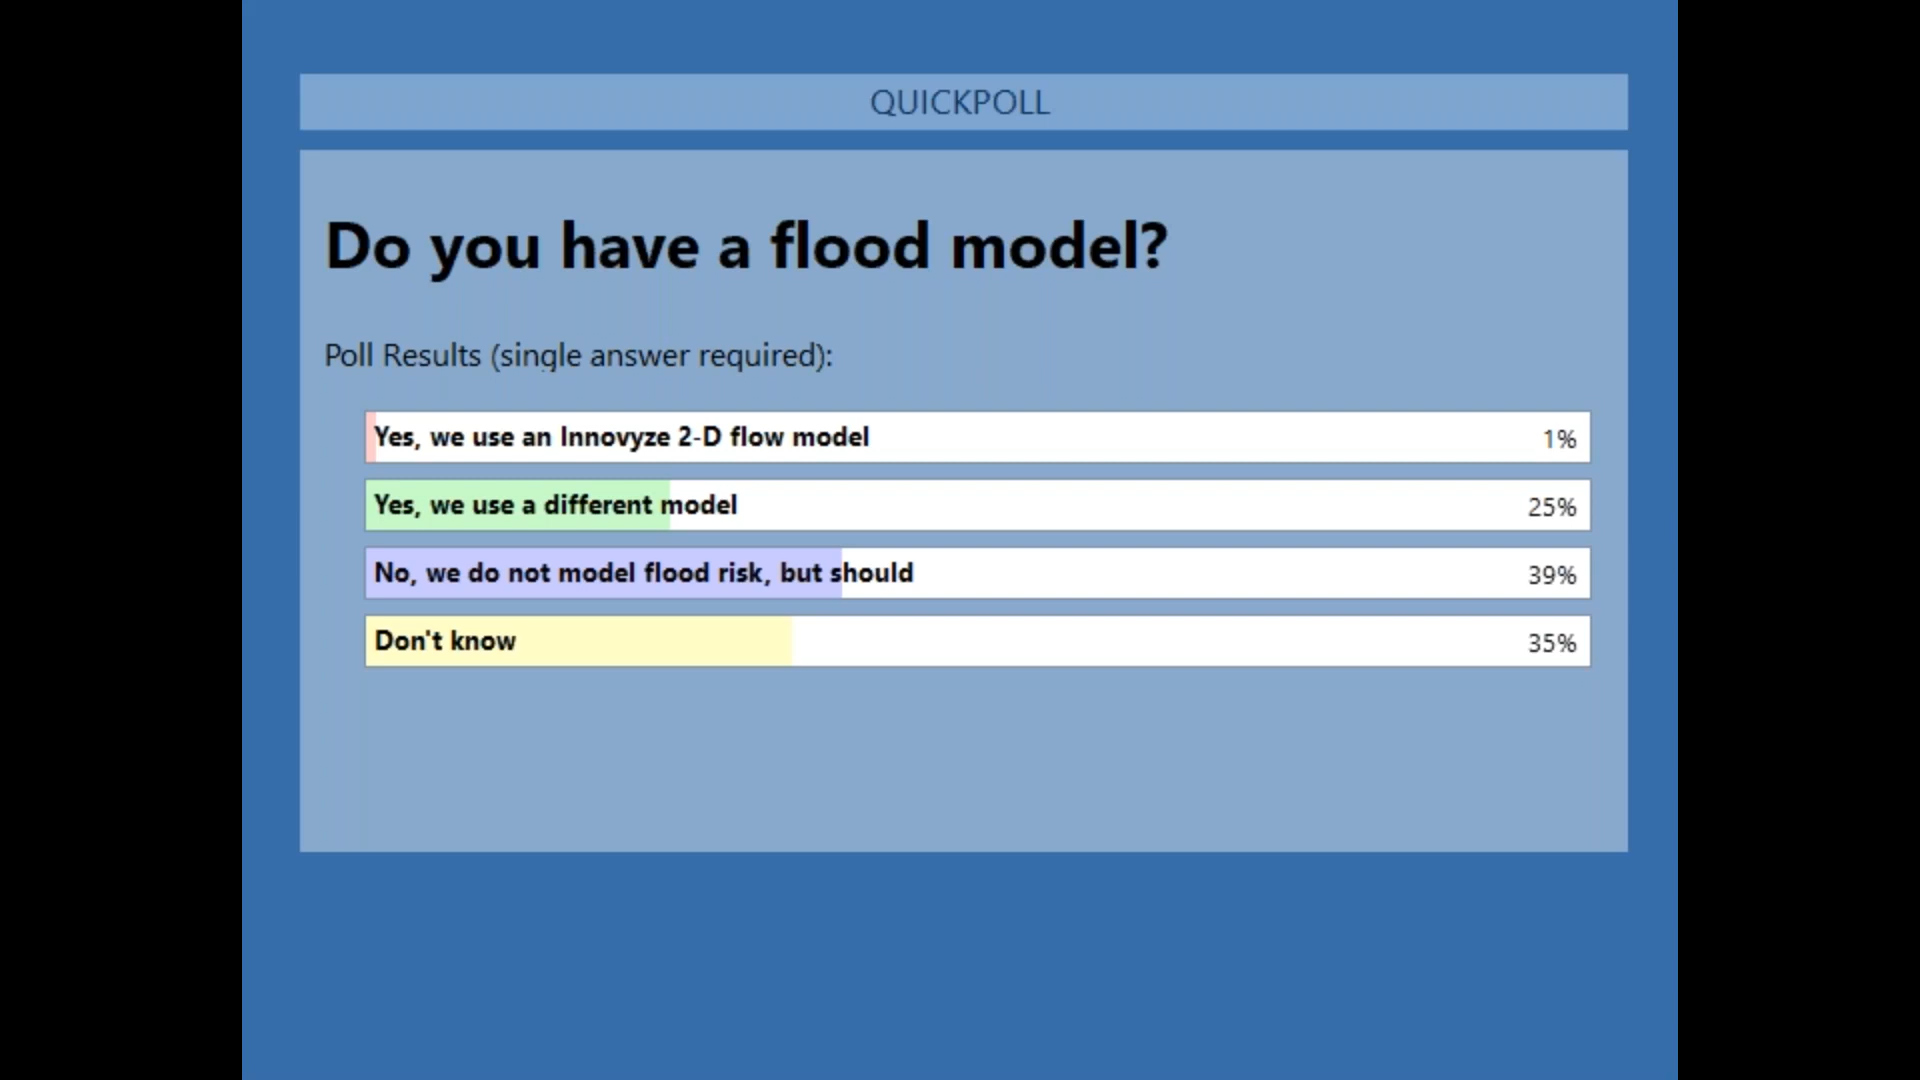 QUICKPOLL
Do you have a flood model?
Poll Results (single answer required):
Yes, we use an Innovyze 2-D flow model 1%
Yes, we use a different model 25%
No, we do not model flood risk, but should 39%
Don't know 35%